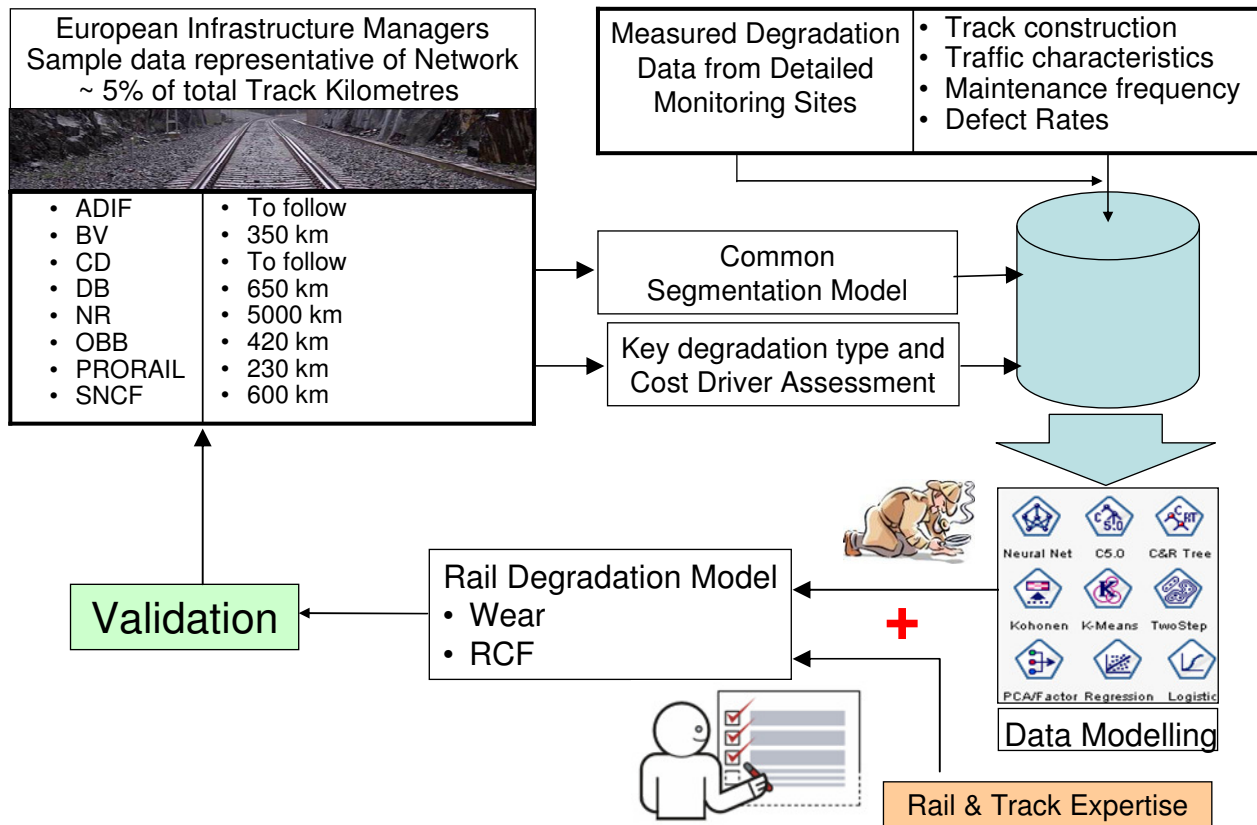 European Infrastructure Managers
Sample data representative of Network
~ 5% of total Track Kilometres
• ADIF
• BV
• CD
• DB
• NR
• OBB
• PRORAIL
• SNCF
• To follow
• 350 km
• To follow
• 650 km
• 5000 km
• 420 km
• 230 km
• 600 km
Measured Degradation
Data from Detailed
Monitoring Sites
• Track construction
• Traffic characteristics
• Maintenance frequency
• Defect Rates
Common
Segmentation Model
Key degradation type and
Cost Driver Assessment
Neural Net C5.0 C&R Tree
Kohonen K-Means TwoStep
PCA/Factor Regression Logistic
Data Modelling
Rail Degradation Model
• Wear
• RCF
+
Validation
Rail & Track Expertise